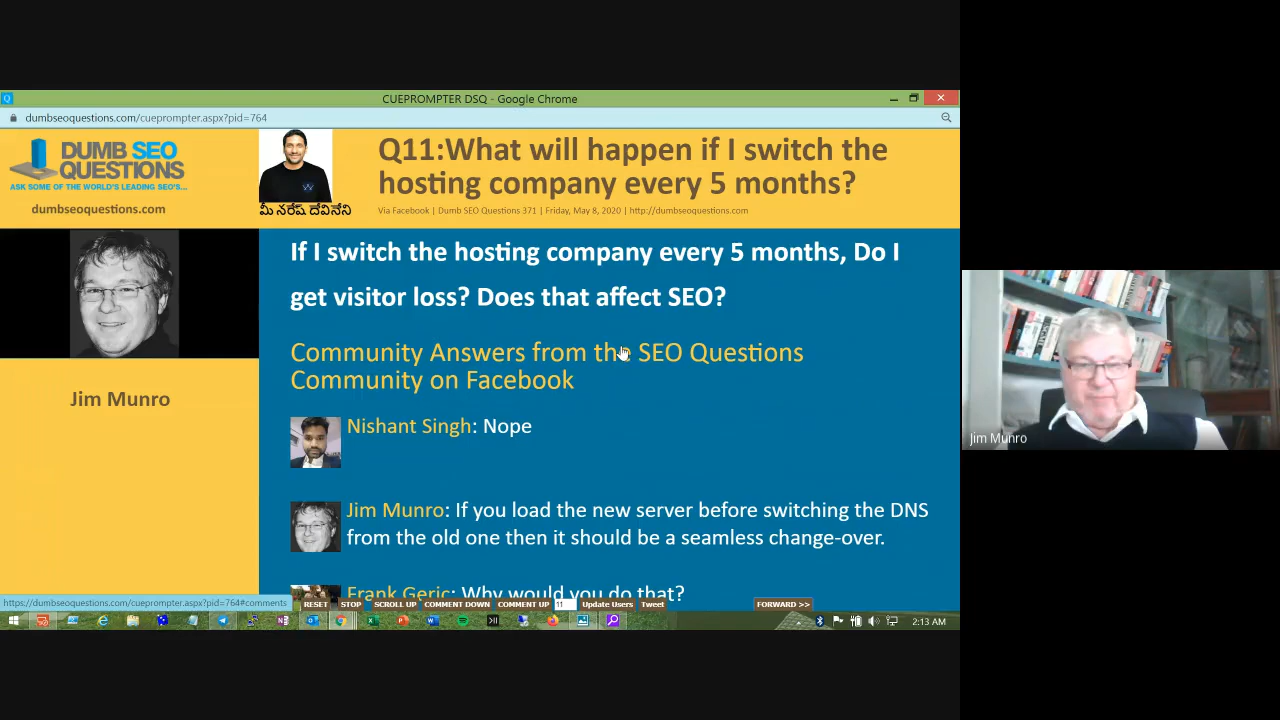 CUEPROMPTER DSQ - Google Chrome
dumbseoquestions.com/cueprompter.aspx?pid=764
DUMB SEO
QUESTIONS
ASK SOME OF THE WORLD'S LEADING SEO'S...
dumbseoquestions.com
మీ నరేష్ దేవినేని
Q11:What will happen if I switch the
hosting company every 5 months?
Via Facebook | Dumb SEO Questions 371 | Friday, May 8, 2020 | http://dumbseoquestions.com
Jim Munro
If I switch the hosting company every 5 months, Do I
get visitor loss? Does that affect SEO?
Community Answers from the SEO Questions
Community on Facebook
Nishant Singh: Nope
Jim Munro: If you load the new server before switching the DNS
from the old one then it should be a seamless change-over.
Frank Geric: Why would you do that?
https://dumbseoquestions.com/cueprompter.aspx?pid=764#comments
RESET STOP SCROLL UP COMMENT DOWN COMMENT UP 11 Update Users Tweet FORWARD >>
2:13 AM
Jim Munro